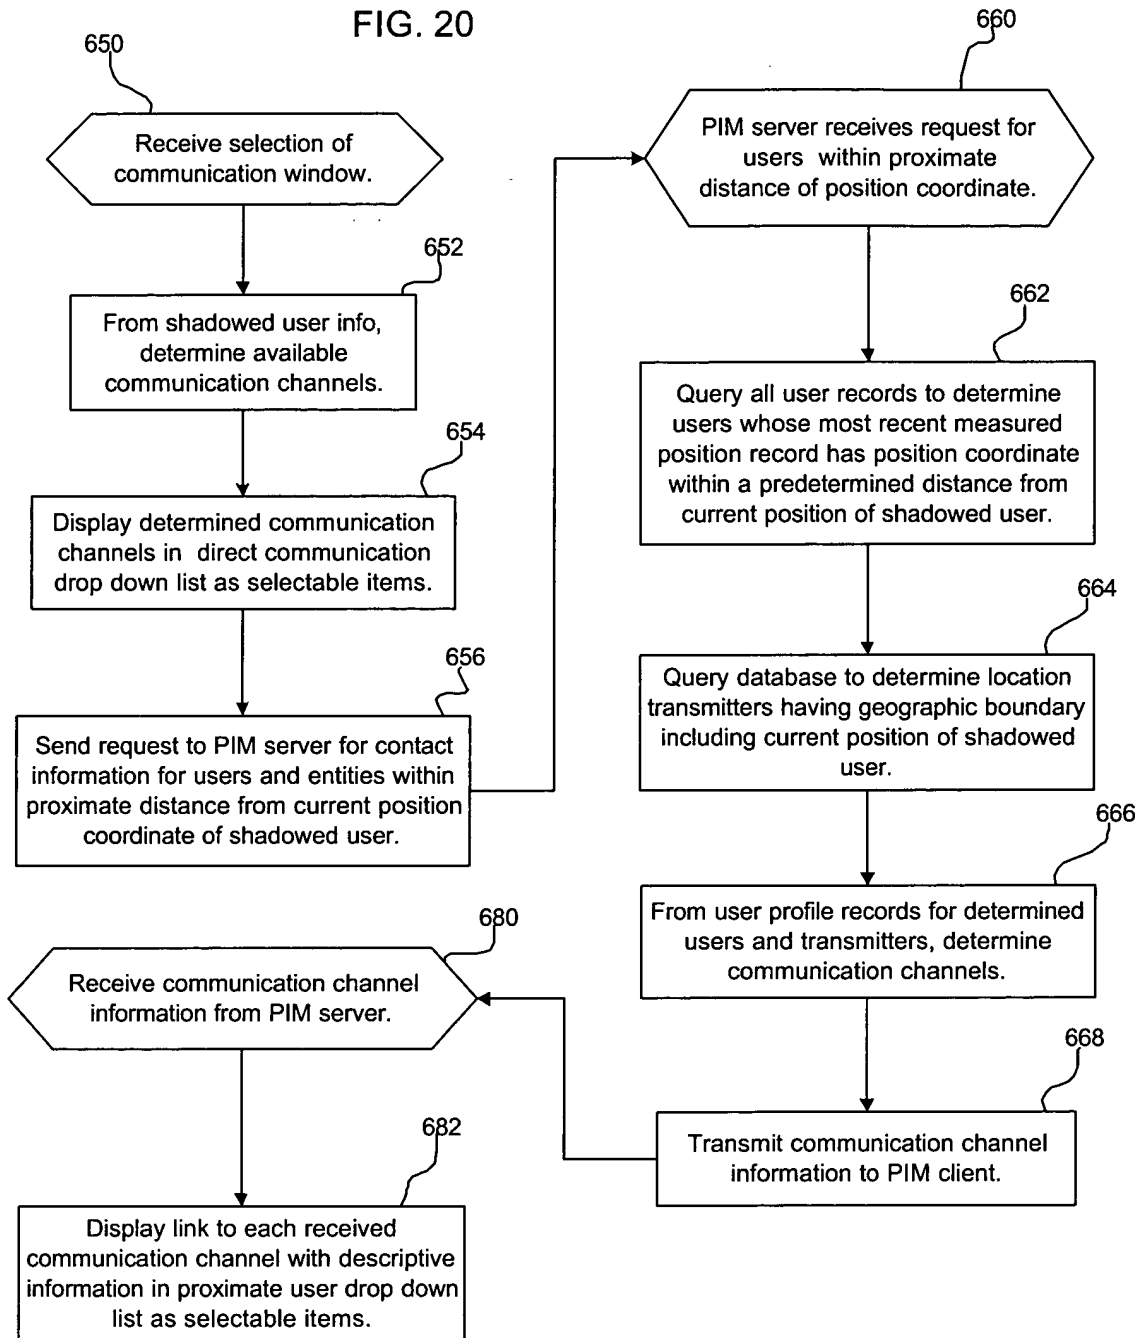 FIG. 20
650
Receive selection of
communication window.
652
From shadowed user info,
determine available
communication channels.
654
Display determined communication
channels in direct communication
drop down list as selectable items.
656
Send request to PIM server for contact
information for users and entities within
proximate distance from current position
coordinate of shadowed user.
660
PIM server receives request for
users within proximate
distance of position coordinate.
662
Query all user records to determine
users whose most recent measured
position record has position coordinate
within a predetermined distance from
current position of shadowed user.
664
Query database to determine location
transmitters having geographic boundary
including current position of shadowed
user.
666
From user profile records for determined
users and transmitters, determine
communication channels.
668
Transmit communication channel
information to PIM client.
680
Receive communication channel
information from PIM server.
682
Display link to each received
communication channel with descriptive
information in proximate user drop down
list as selectable items.